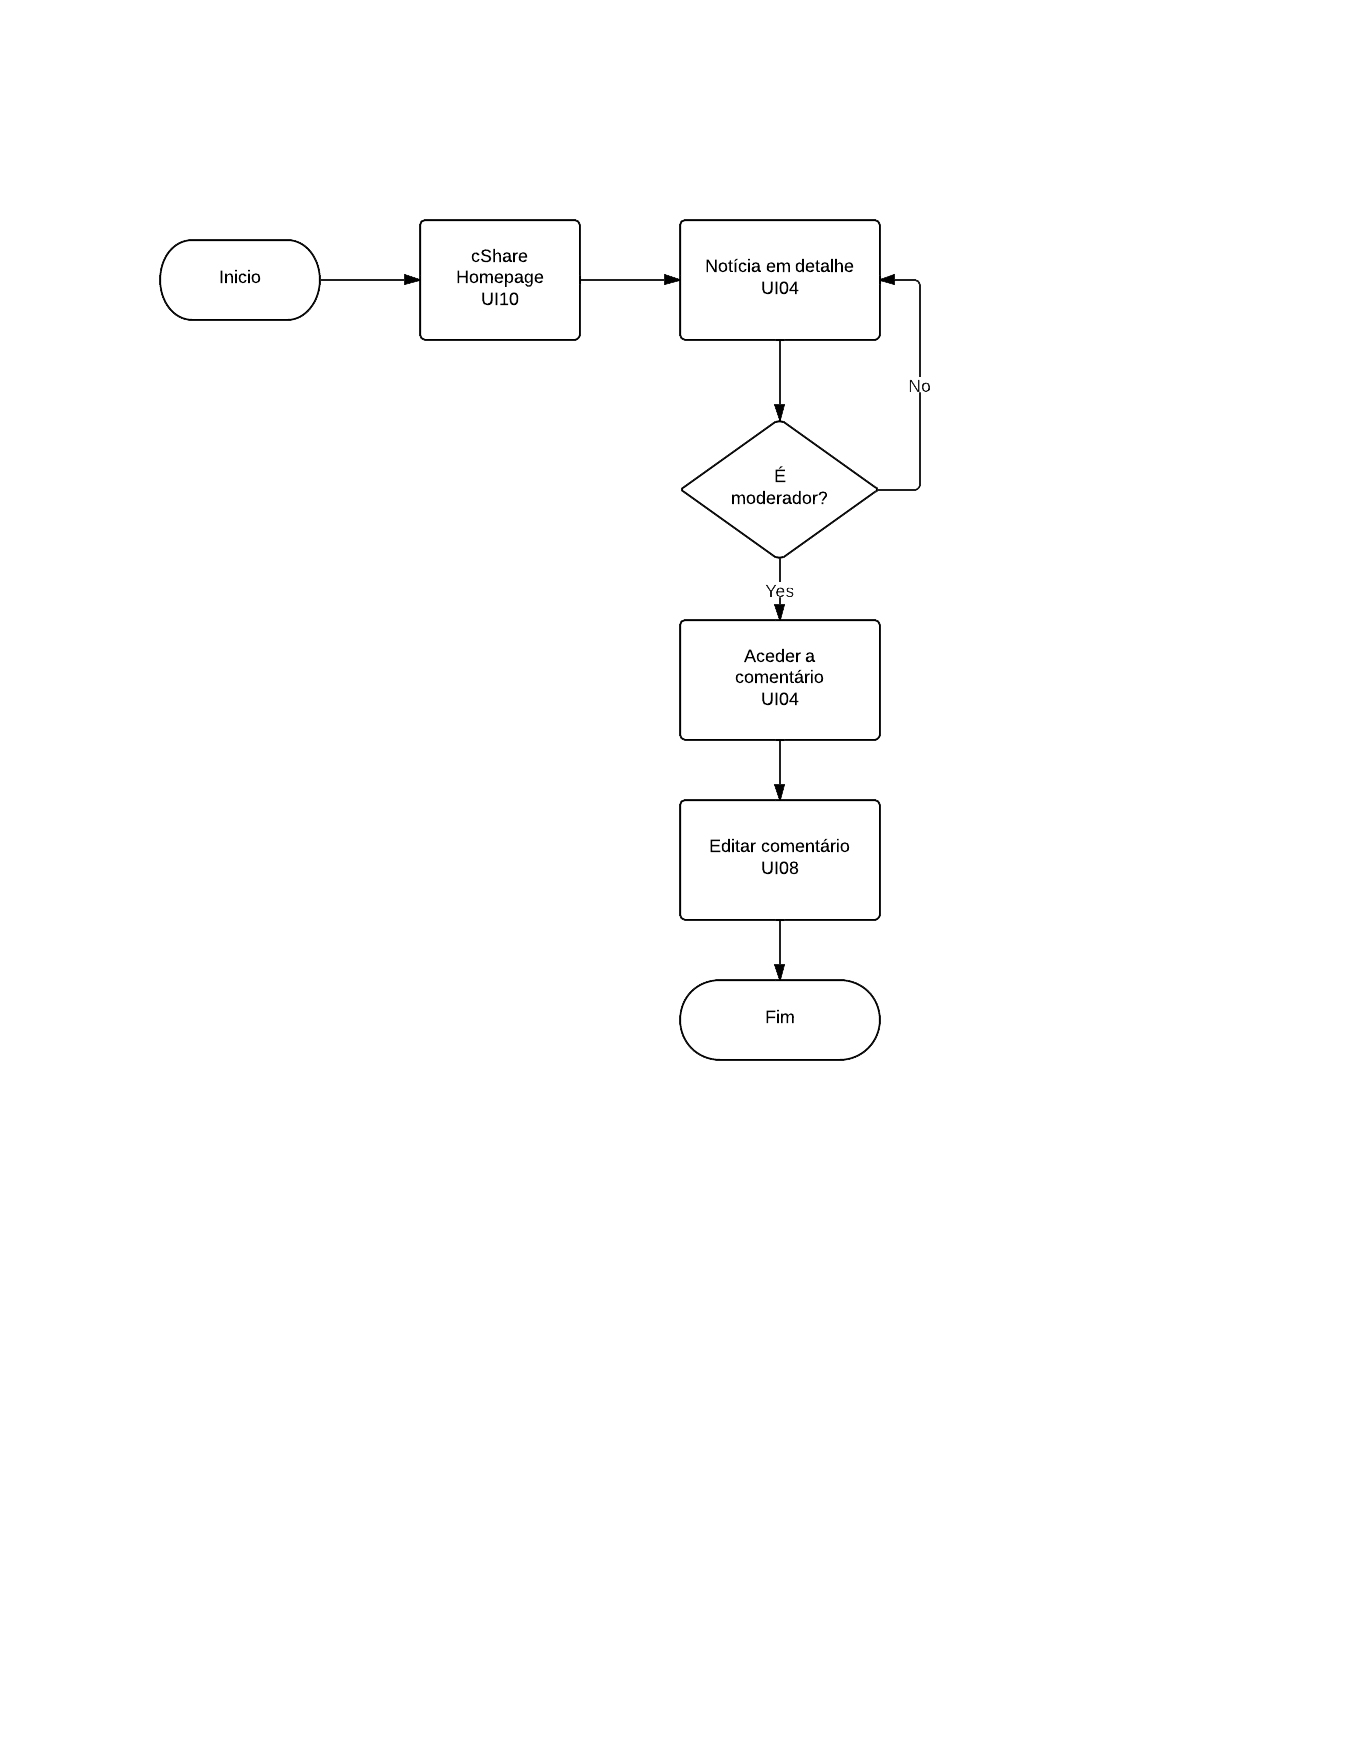 Inicio
cShare
Homepage
UI10
Notícia em detalhe
UI04
No
É
moderador?
Yes
Aceder a
comentário
UI04
Editar comentário
UI08
Fim